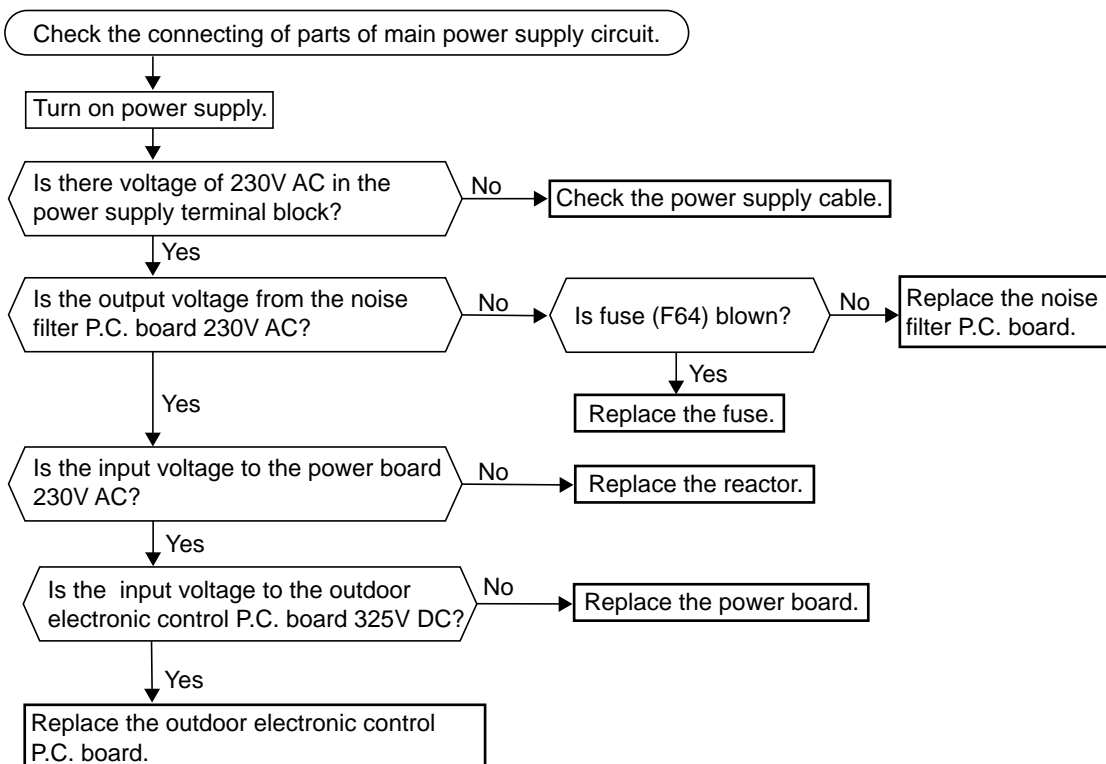 Check the connecting of parts of main power supply circuit.
Turn on power supply.
Is there voltage of 230V AC in the
power supply terminal block?
No
Check the power supply cable.
Yes
Is the output voltage from the noise
filter P.C. board 230V AC?
No
Is fuse (F64) blown?
No
Replace the noise
filter P.C. board.
Yes
Replace the fuse.
Yes
Is the input voltage to the power board
230V AC?
No
Replace the reactor.
Yes
Is the  input voltage to the outdoor
electronic control P.C. board 325V DC?
No
Replace the power board.
Yes
Replace the outdoor electronic control
P.C. board.